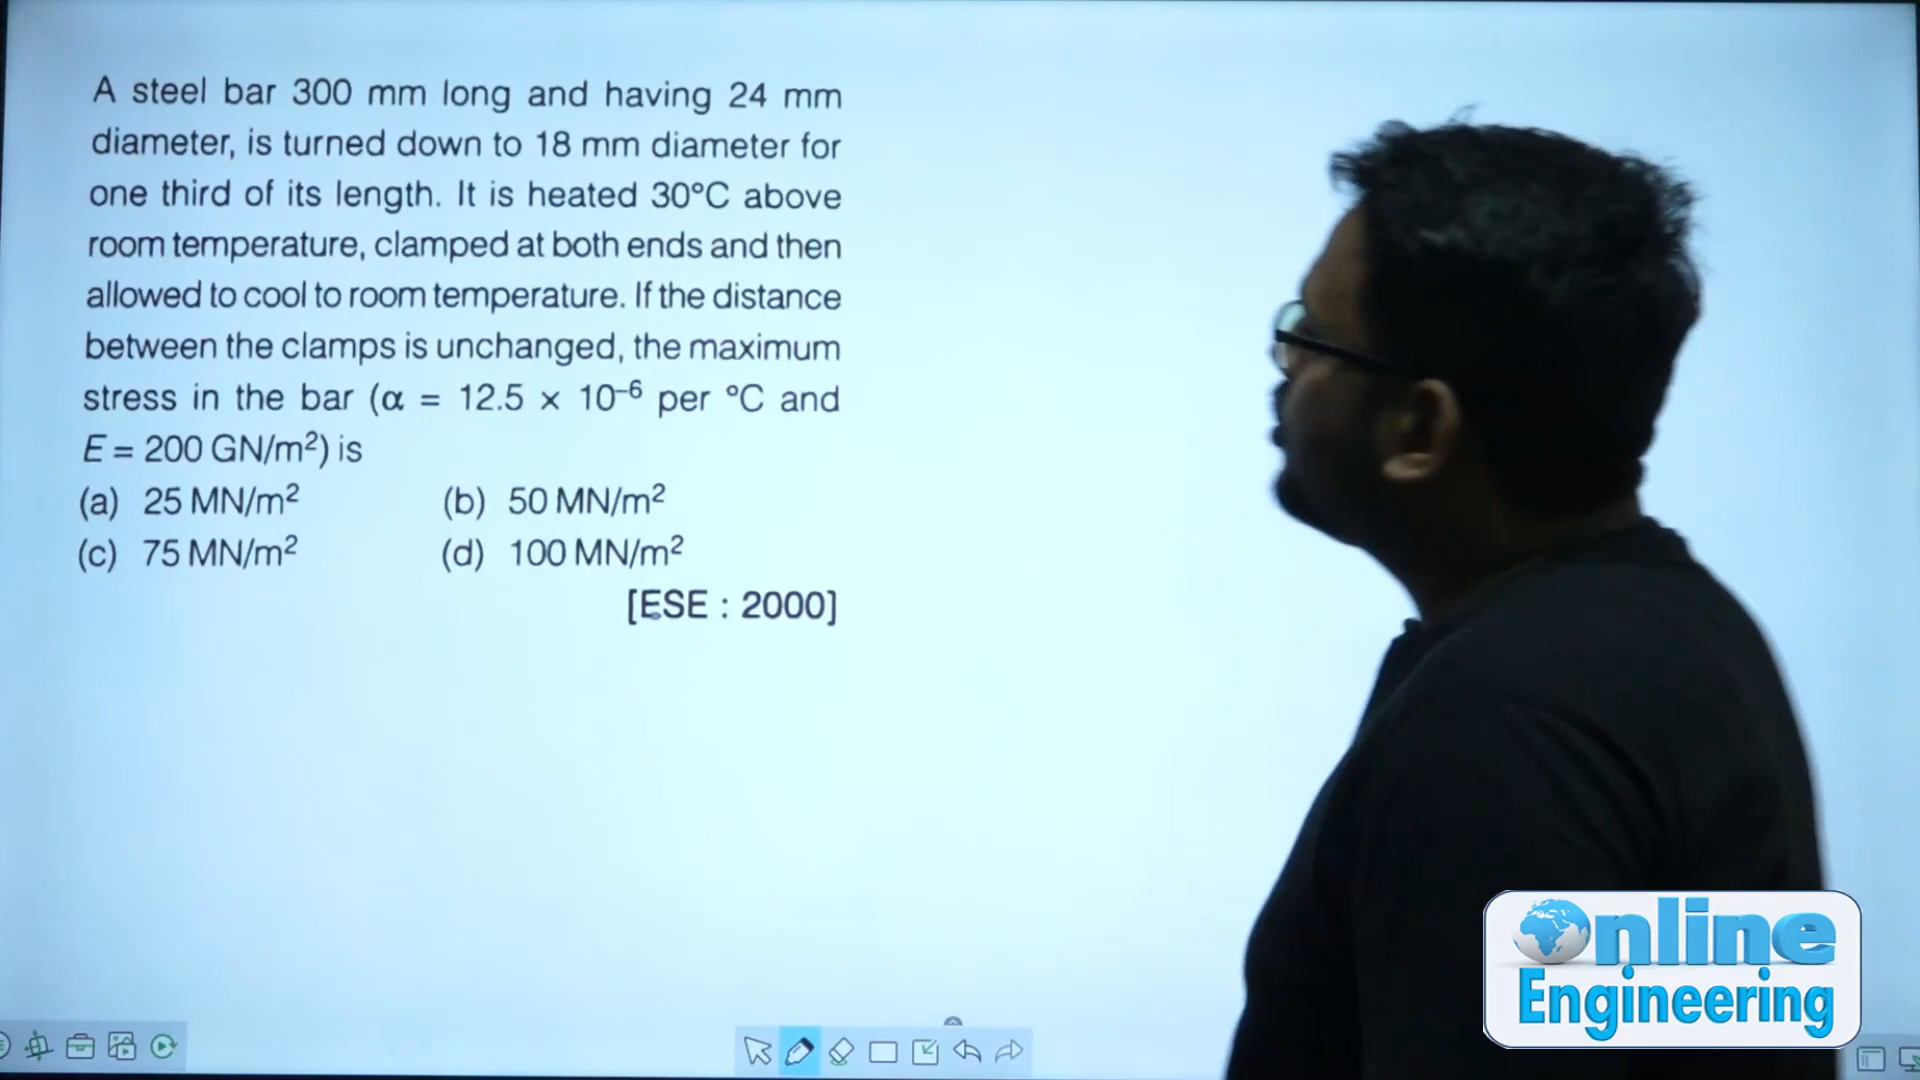 A steel bar 300 mm long and having 24 mm
diameter, is turned down to 18 mm diameter for
one third of its length. It is heated 30°C above
room temperature, clamped at both ends and then
allowed to cool to room temperature. If the distance
between the clamps is unchanged, the maximum
stress in the bar (α = 12.5 × 10⁻⁶ per °C and
E = 200 GN/m²) is
(a) 25 MN/m² (b) 50 MN/m²
(c) 75 MN/m² (d) 100 MN/m²
[ESE : 2000]
Online
Engineering